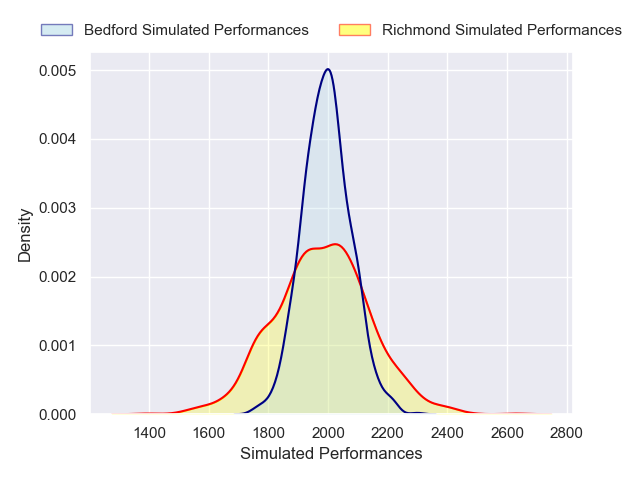 Bedford Simulated Performances
Richmond Simulated Performances
0.005
0.004
0.003
0.002
0.001
0.000
Density
1400 1600 1800 2000 2200 2400 2600 2800
Simulated Performances